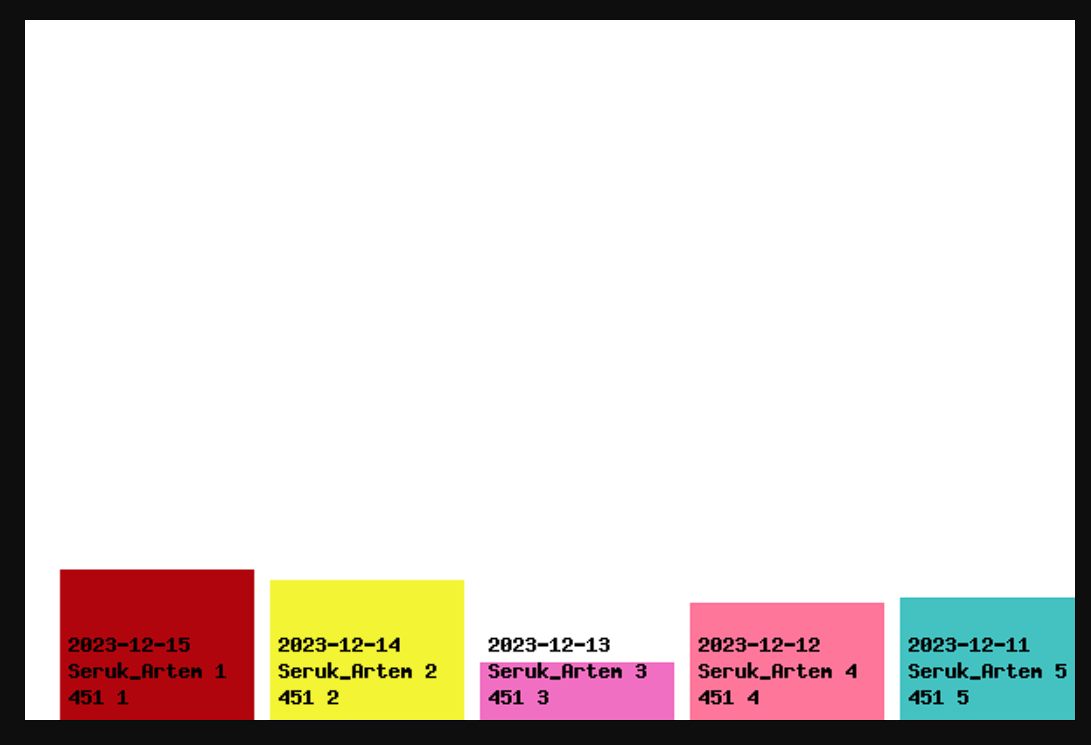 2023-12-15
Seruk_Artem 1
451 1
2023-12-14
Seruk_Artem 2
451 2
2023-12-13
Seruk_Artem 3
451 3
2023-12-12
Seruk_Artem 4
451 4
2023-12-11
Seruk_Artem 5
451 5